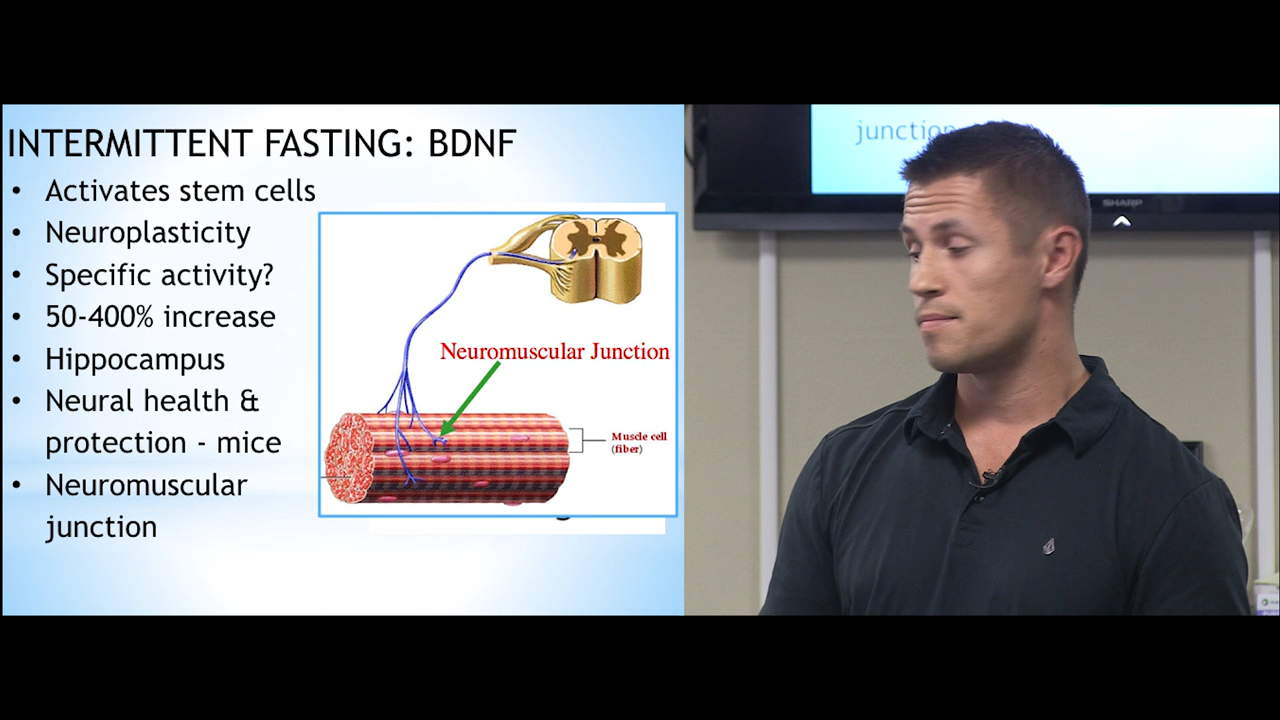 INTERMITTENT FASTING: BDNF
• Activates stem cells
• Neuroplasticity
• Specific activity?
• 50-400% increase
• Hippocampus
• Neural health &
protection - mice
• Neuromuscular
junction
Neuromuscular Junction
Muscle cell
(fiber)
junction
SHARP